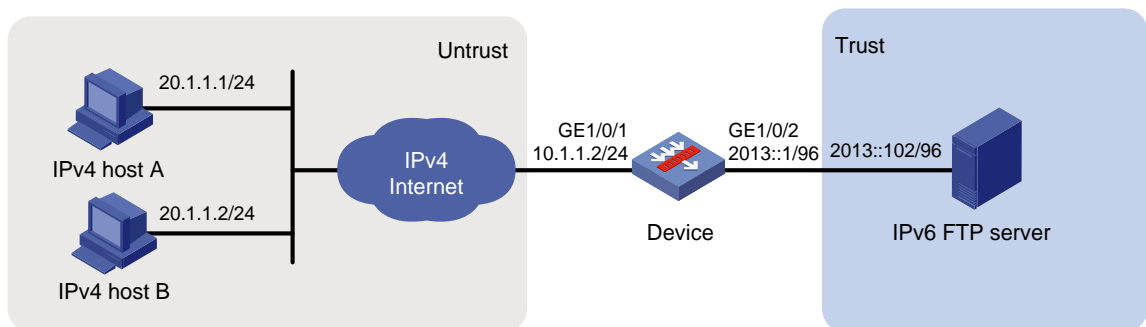 Untrust
Trust
20.1.1.1/24
IPv4 host A
20.1.1.2/24
IPv4 host B
IPv4
Internet
GE1/0/1
10.1.1.2/24
Device
GE1/0/2
2013::1/96
2013::102/96
IPv6 FTP server